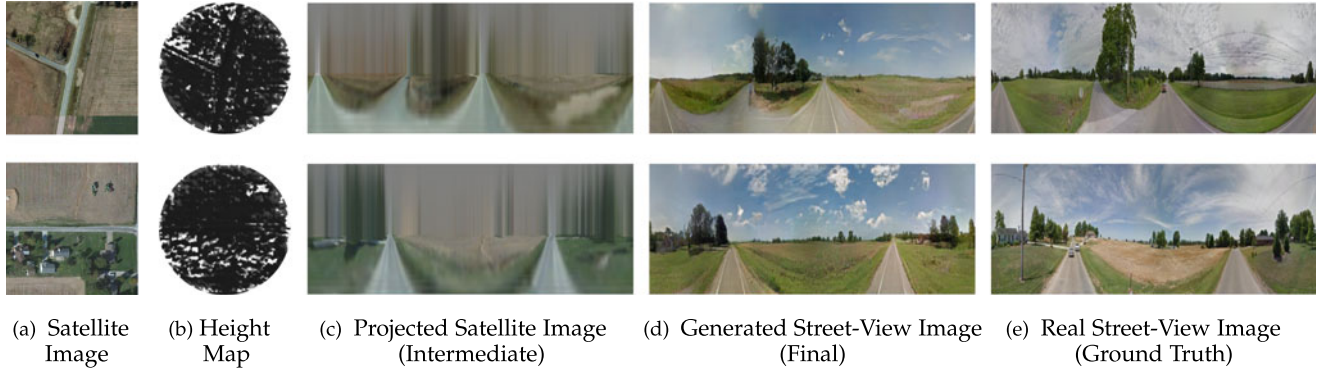 (a) Satellite
Image
(b) Height
Map
(c) Projected Satellite Image
(Intermediate)
(d) Generated Street-View Image
(Final)
(e) Real Street-View Image
(Ground Truth)